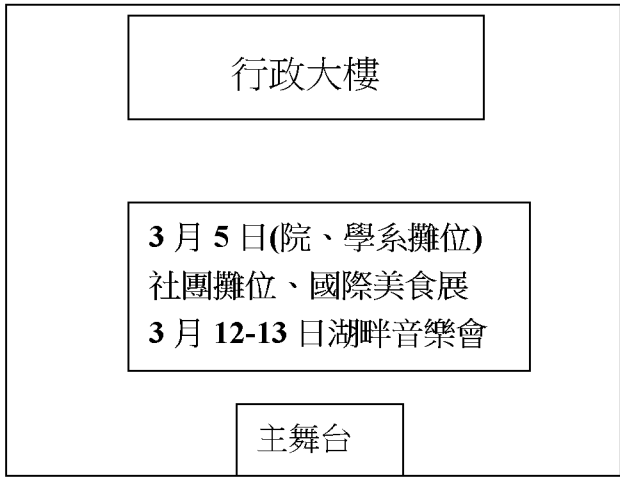 行政大樓
3 月 5 日(院、學系攤位)
社團攤位、國際美食展
3 月 12-13 日湖畔音樂會
主舞台